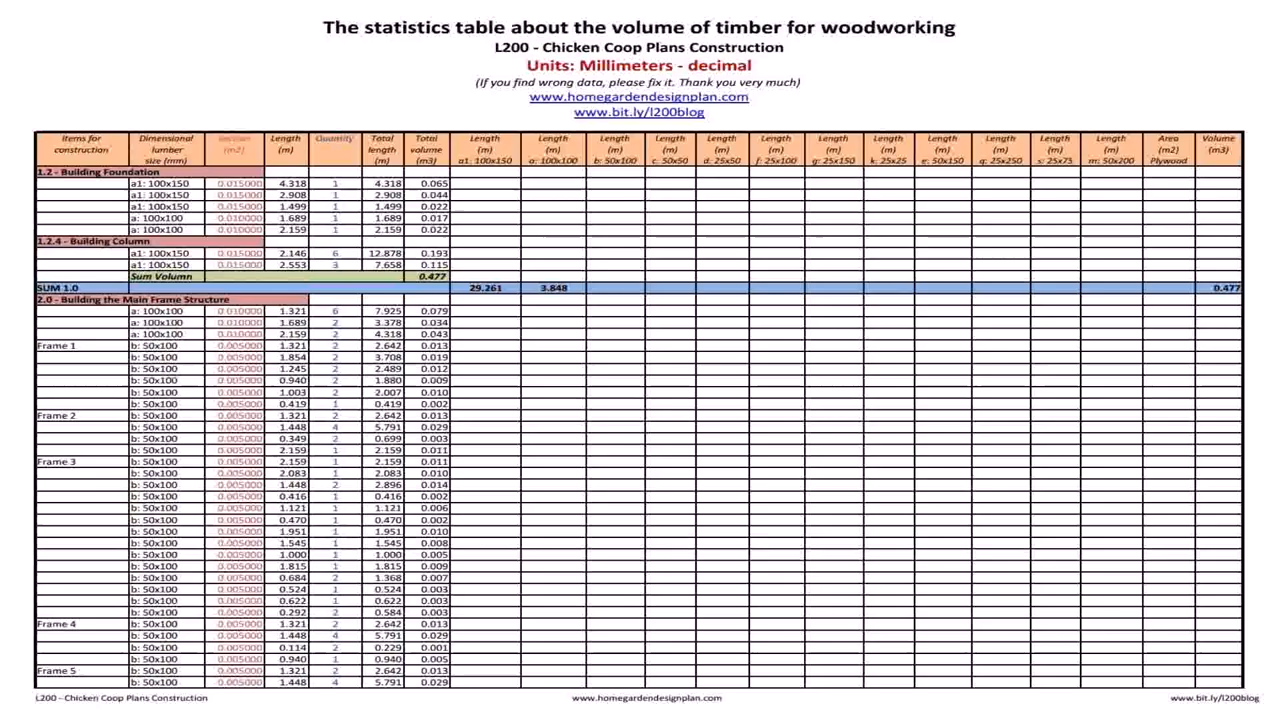 The statistics table about the volume of timber for woodworking
L200 - Chicken Coop Plans Construction
Units: Millimeters - decimal
(If you find wrong data, please fix it. Thank you very much)
www.homegardendesignplan.com
www.bit.ly/l200blog
Items for construction Dimensional lumber size (mm) Section (m2) Length (m) Quantity Total length (m) Total volume (m3) Length (m) a1: 100x150 Length (m) a: 100x100 Length (m) b: 50x100 Length (m) c: 50x50 Length (m) d: 25x50 Length (m) f: 25x100 Length (m) g: 25x150 Length (m) k: 25x25 Length (m) e: 50x150 Length (m) q: 25x250 Length (m) s: 25x75 Length (m) m: 50x200 Area (m2) Plywood Volume (m3)
1.2 - Building Foundation
a1: 100x150 0.015000 4.318 1 4.318 0.065
a1: 100x150 0.015000 2.908 1 2.908 0.044
a1: 100x150 0.015000 1.499 1 1.499 0.022
a: 100x100 0.010000 1.689 1 1.689 0.017
a: 100x100 0.010000 2.159 1 2.159 0.022
1.2.4 - Building Column
a1: 100x150 0.015000 2.146 6 12.878 0.193
a1: 100x150 0.015000 2.553 3 7.658 0.115
Sum Volumn 0.477
SUM 1.0 29.261 3.848 0.477
2.0 - Building the Main Frame Structure
a: 100x100 0.010000 1.321 6 7.925 0.079
a: 100x100 0.010000 1.689 2 3.378 0.034
a: 100x100 0.010000 2.159 2 4.318 0.043
Frame 1 b: 50x100 0.005000 1.321 2 2.642 0.013
b: 50x100 0.005000 1.854 2 3.708 0.019
b: 50x100 0.005000 1.245 2 2.489 0.012
b: 50x100 0.005000 0.940 2 1.880 0.009
b: 50x100 0.005000 1.003 2 2.007 0.010
b: 50x100 0.005000 0.419 1 0.419 0.002
Frame 2 b: 50x100 0.005000 1.321 2 2.642 0.013
b: 50x100 0.005000 1.448 4 5.791 0.029
b: 50x100 0.005000 0.349 2 0.699 0.003
b: 50x100 0.005000 2.159 1 2.159 0.011
Frame 3 b: 50x100 0.005000 2.159 1 2.159 0.011
b: 50x100 0.005000 2.083 1 2.083 0.010
b: 50x100 0.005000 1.448 2 2.896 0.014
b: 50x100 0.005000 0.416 1 0.416 0.002
b: 50x100 0.005000 1.121 1 1.121 0.006
b: 50x100 0.005000 0.470 1 0.470 0.002
b: 50x100 0.005000 1.951 1 1.951 0.010
b: 50x100 0.005000 1.545 1 1.545 0.008
b: 50x100 0.005000 1.000 1 1.000 0.005
b: 50x100 0.005000 1.815 1 1.815 0.009
b: 50x100 0.005000 0.684 2 1.368 0.007
b: 50x100 0.005000 0.524 1 0.524 0.003
b: 50x100 0.005000 0.622 1 0.622 0.003
b: 50x100 0.005000 0.292 2 0.584 0.003
Frame 4 b: 50x100 0.005000 1.321 2 2.642 0.013
b: 50x100 0.005000 1.448 4 5.791 0.029
b: 50x100 0.005000 0.114 2 0.229 0.001
b: 50x100 0.005000 0.940 1 0.940 0.005
Frame 5 b: 50x100 0.005000 1.321 2 2.642 0.013
b: 50x100 0.005000 1.448 4 5.791 0.029
L200 - Chicken Coop Plans Construction www.homegardendesignplan.com www.bit.ly/l200blog